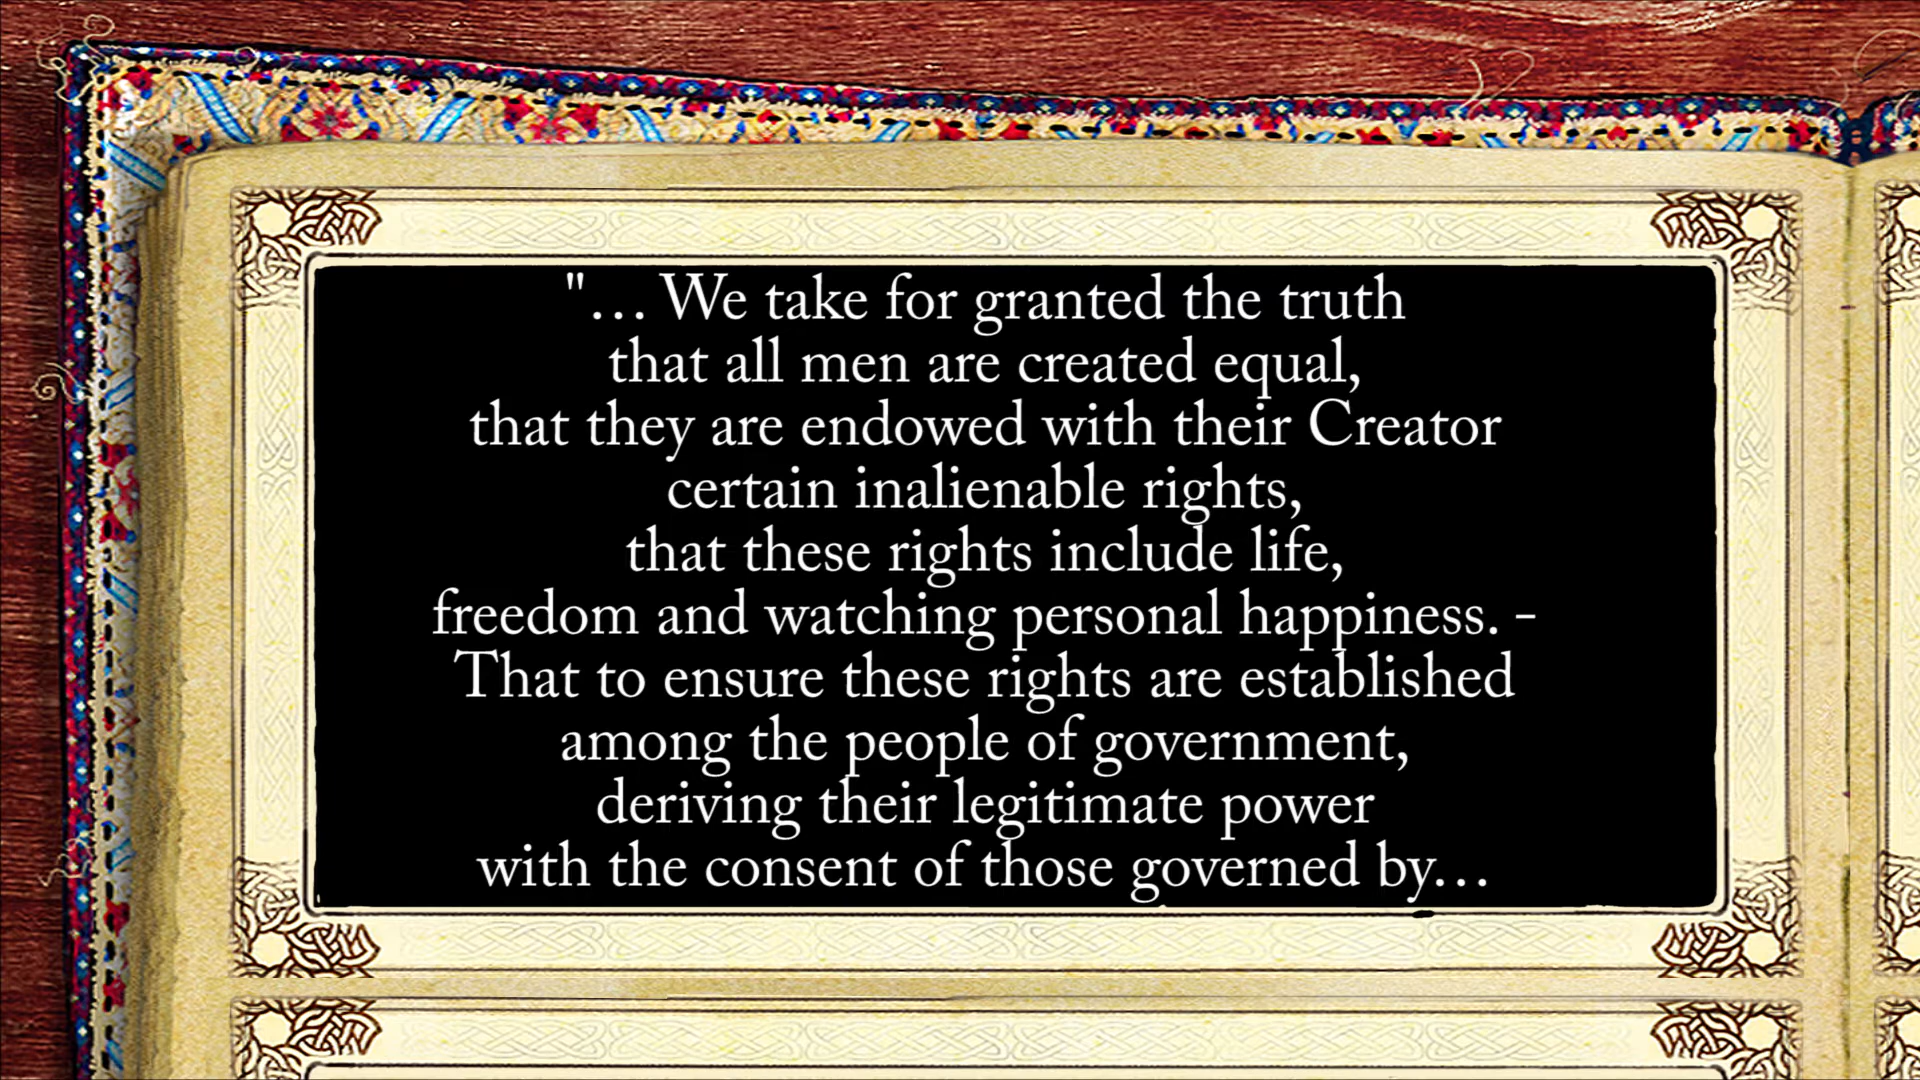 "… We take for granted the truth
that all men are created equal,
that they are endowed with their Creator
certain inalienable rights,
that these rights include life,
freedom and watching personal happiness. -
That to ensure these rights are established
among the people of government,
deriving their legitimate power
with the consent of those governed by…